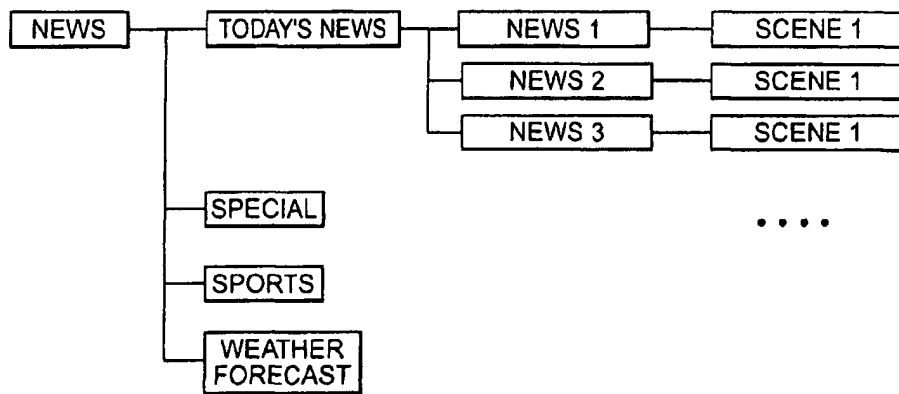 NEWS
TODAY'S NEWS
NEWS 1
SCENE 1
NEWS 2
SCENE 1
NEWS 3
SCENE 1
SPECIAL
SPORTS
WEATHER
FORECAST